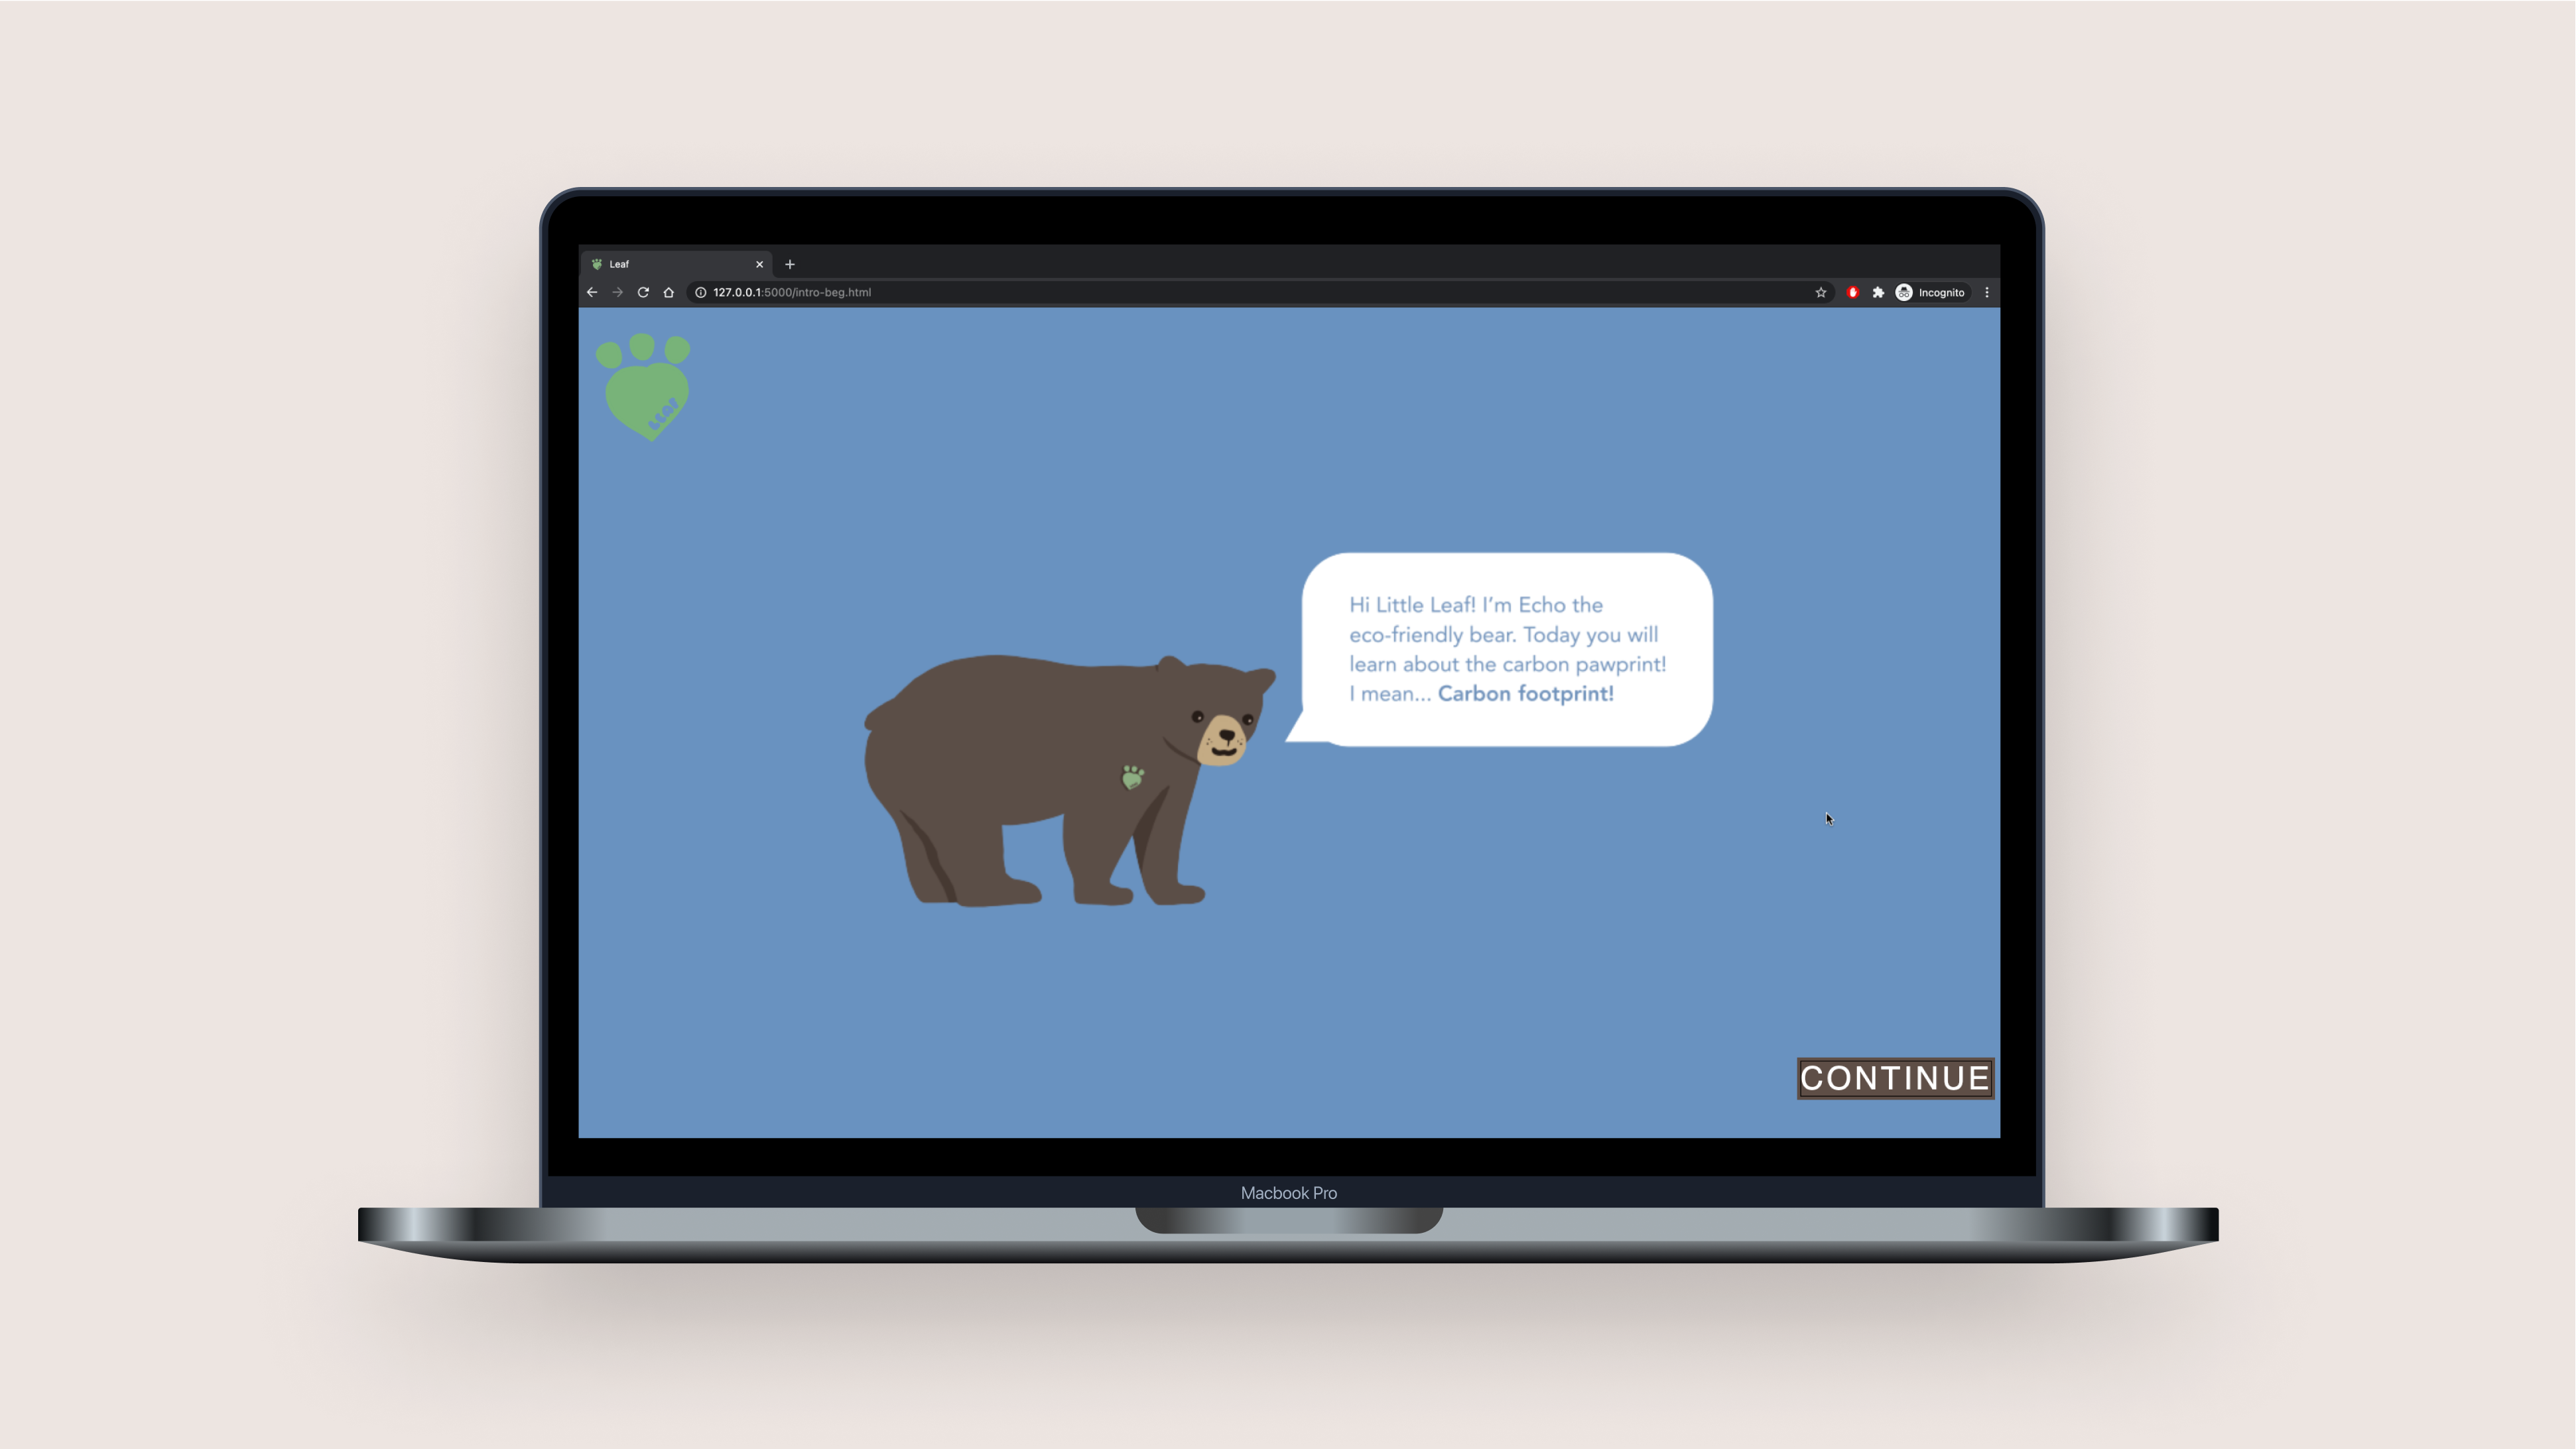 Leaf
127.0.0.1:5000/intro-beg.html
Incognito
LEAF
Hi Little Leaf! I’m Echo the
eco-friendly bear. Today you will
learn about the carbon pawprint!
I mean... Carbon footprint!
CONTINUE
Macbook Pro